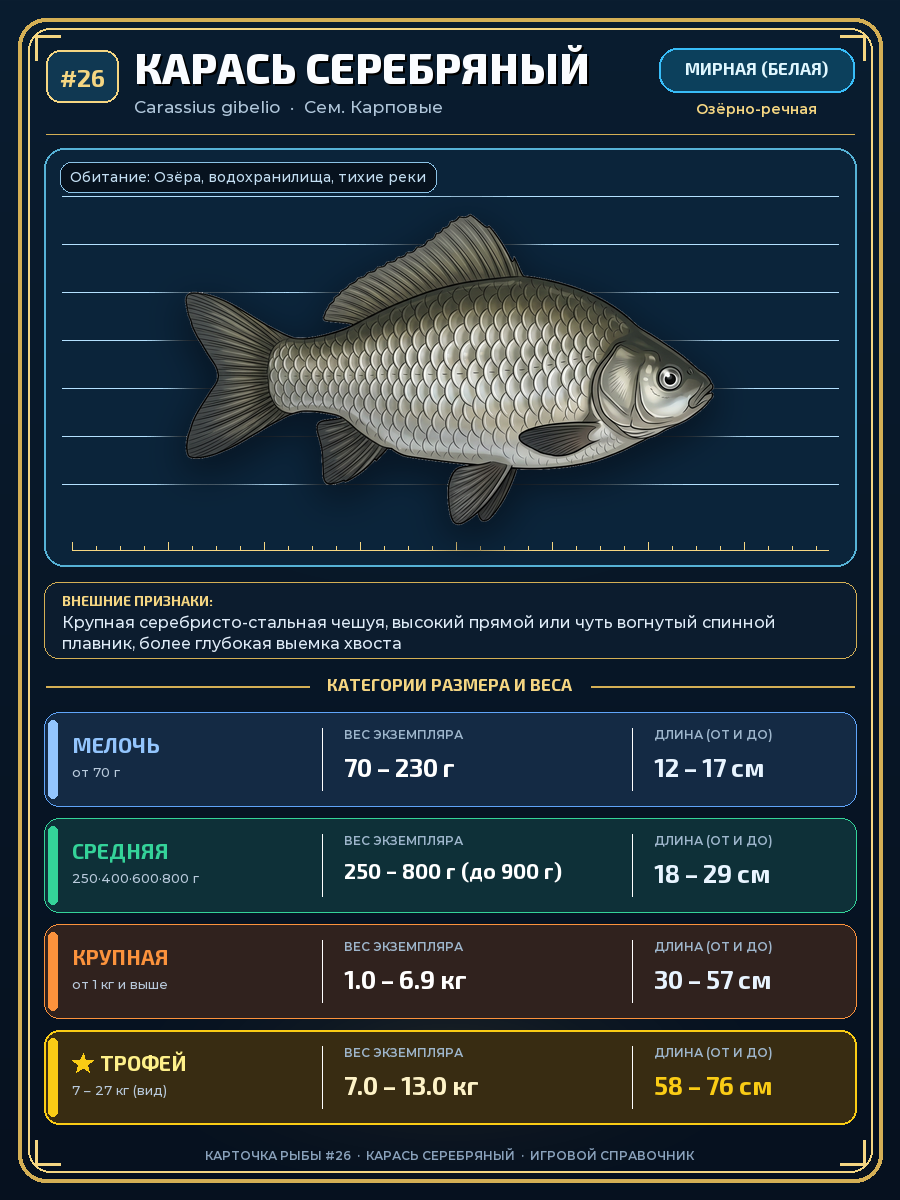 #26
КАРАСЬ СЕРЕБРЯНЫЙ
Carassius gibelio · Сем. Карповые
МИРНАЯ (БЕЛАЯ)
Озёрно-речная
Обитание: Озёра, водохранилища, тихие реки
ВНЕШНИЕ ПРИЗНАКИ:
Крупная серебристо-стальная чешуя, высокий прямой или чуть вогнутый спинной
плавник, более глубокая выемка хвоста
КАТЕГОРИИ РАЗМЕРА И ВЕСА
МЕЛОЧЬ
от 70 г
ВЕС ЭКЗЕМПЛЯРА
70 – 230 г
ДЛИНА (ОТ И ДО)
12 – 17 см
СРЕДНЯЯ
250·400·600·800 г
ВЕС ЭКЗЕМПЛЯРА
250 – 800 г (до 900 г)
ДЛИНА (ОТ И ДО)
18 – 29 см
КРУПНАЯ
от 1 кг и выше
ВЕС ЭКЗЕМПЛЯРА
1.0 – 6.9 кг
ДЛИНА (ОТ И ДО)
30 – 57 см
★ ТРОФЕЙ
7 – 27 кг (вид)
ВЕС ЭКЗЕМПЛЯРА
7.0 – 13.0 кг
ДЛИНА (ОТ И ДО)
58 – 76 см
КАРТОЧКА РЫБЫ #26 · КАРАСЬ СЕРЕБРЯНЫЙ · ИГРОВОЙ СПРАВОЧНИК